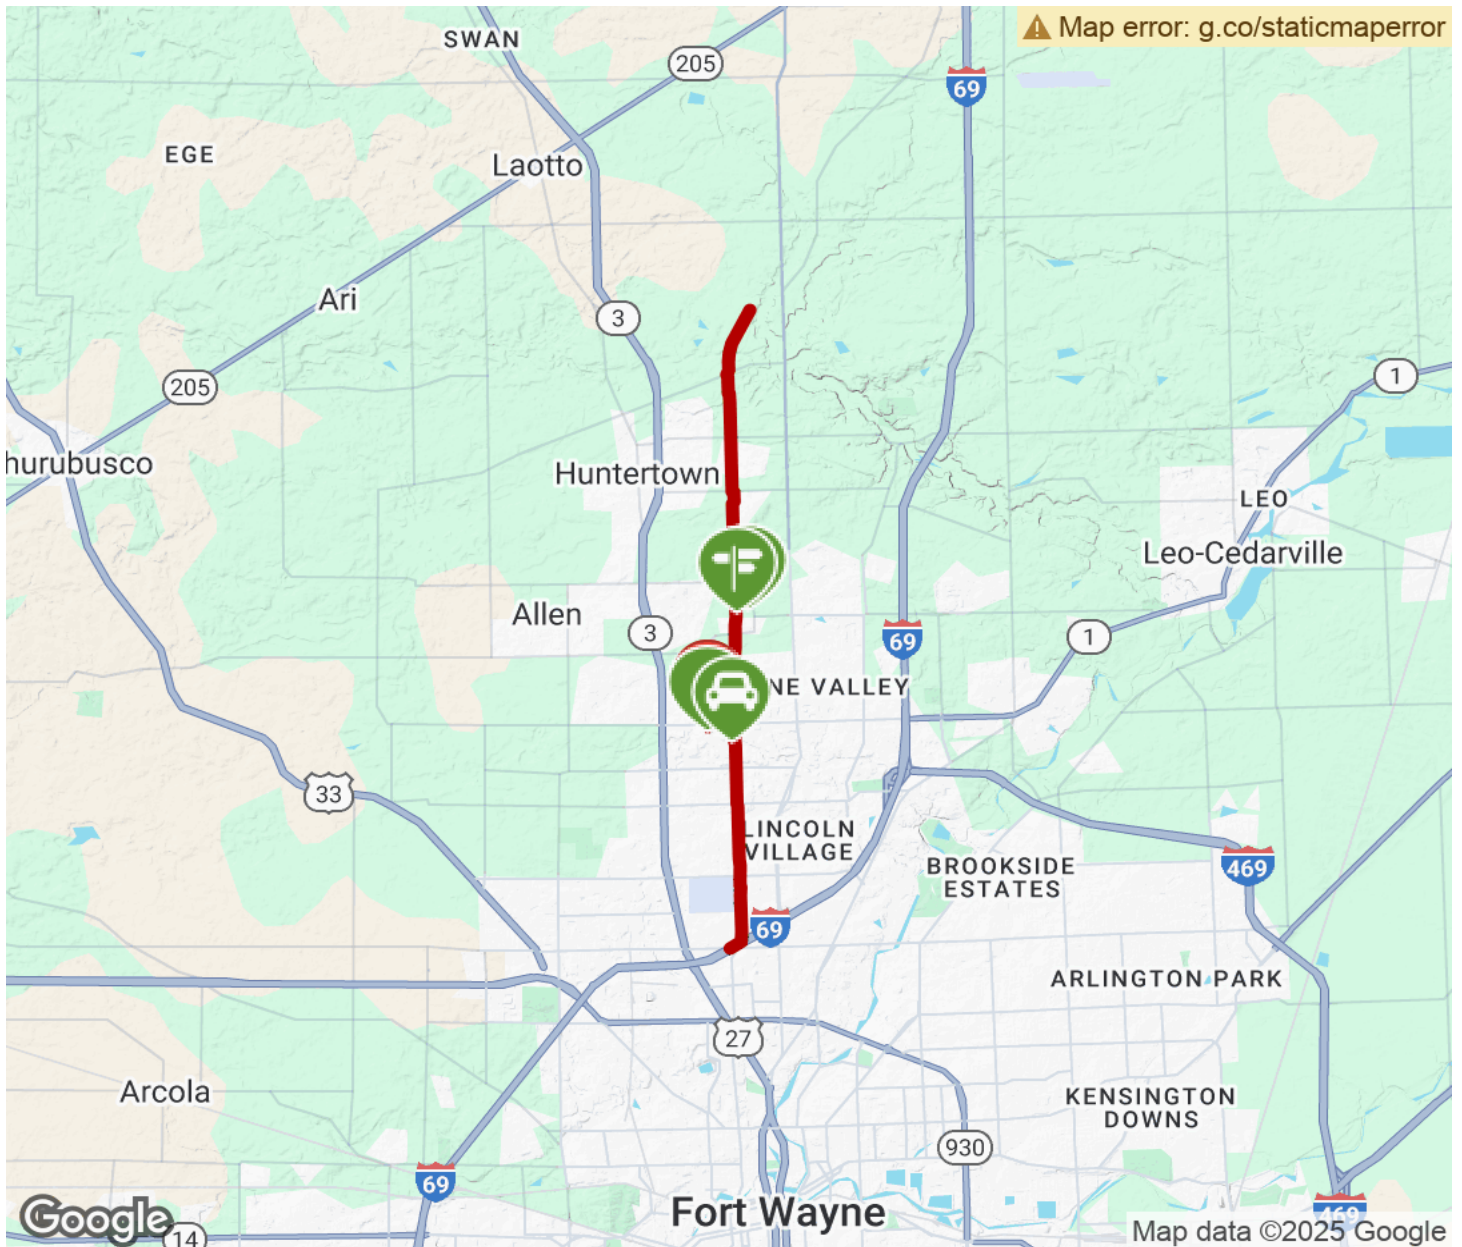 Map error: g.co/staticmaperror
SWAN
205
69
EGE
Laotto
Ari
3
205
1
hurubusco
Huntertown
LEO
Leo-Cedarville
Allen
3
69
1
NE VALLEY
33
LINCOLN
VILLAGE
BROOKSIDE
ESTATES
469
69
ARLINGTON PARK
27
Arcola
KENSINGTON
DOWNS
930
69
469
Fort Wayne
Google
14
Map data ©2025 Google